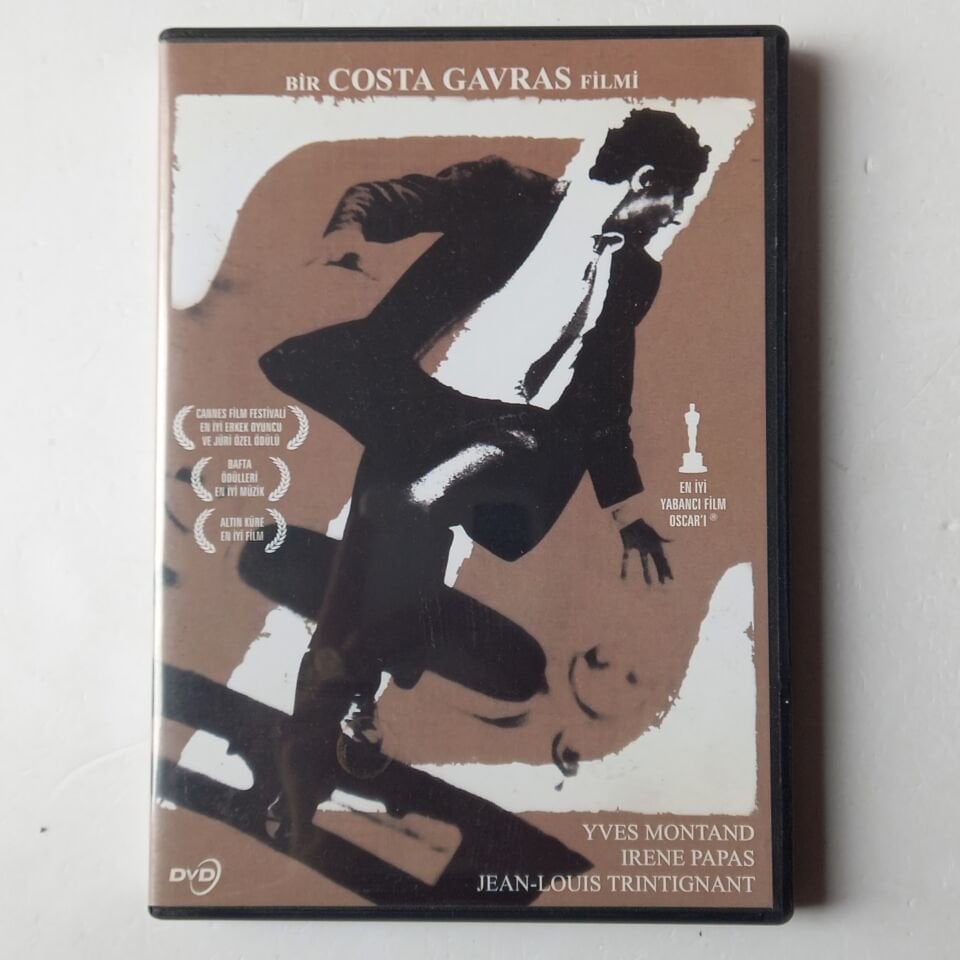 BİR COSTA GAVRAS FİLMİ
CANNES FİLM FESTİVALİ
EN İYİ ERKEK OYUNCU
VE JÜRİ ÖZEL ÖDÜLÜ
BAFTA
ÖDÜLLERİ
EN İYİ MÜZİK
ALTIN KÜRE
EN İYİ FİLM
EN İYİ
YABANCI FİLM
OSCAR'I ®
YVES MONTAND
IRENE PAPAS
JEAN-LOUIS TRINTIGNANT
DVD